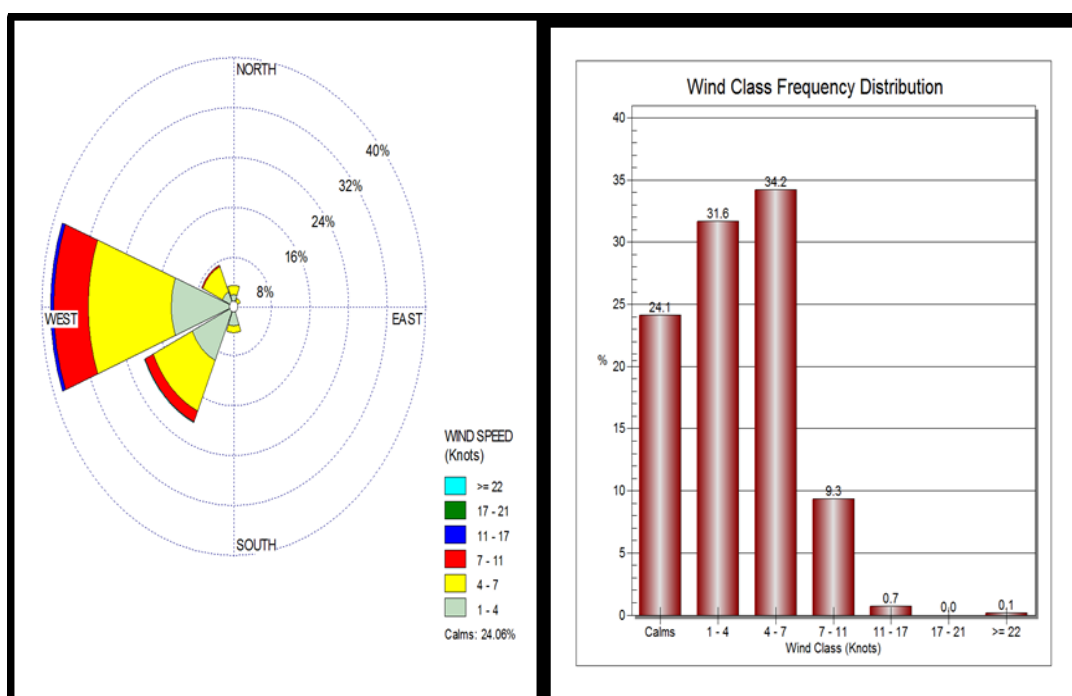 NORTH
40%
32%
24%
16%
8%
WEST
EAST
SOUTH
WIND SPEED
(Knots)
>= 22
17 - 21
11 - 17
7 - 11
4 - 7
1 - 4
Calms: 24.06%
Wind Class Frequency Distribution
%
40
35
30
25
20
15
10
5
0
24.1
31.6
34.2
9.3
0.7
0.0
0.1
Calms 1 - 4 4 - 7 7 - 11 11 - 17 17 - 21 >= 22
Wind Class (Knots)